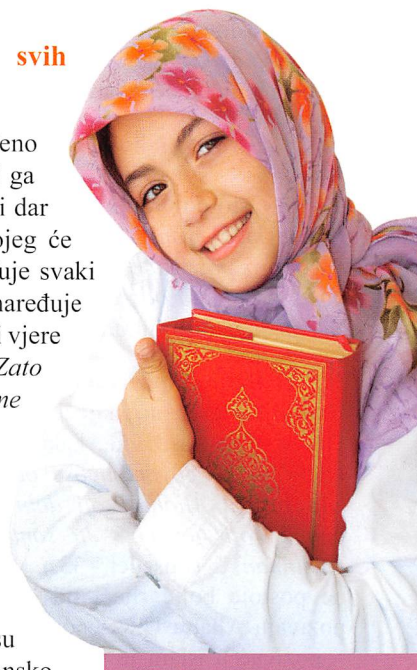 svih
eno
ga
i dar
ojeg će
uje svaki
naređuje
vjere
Zato
ne
su
nsko